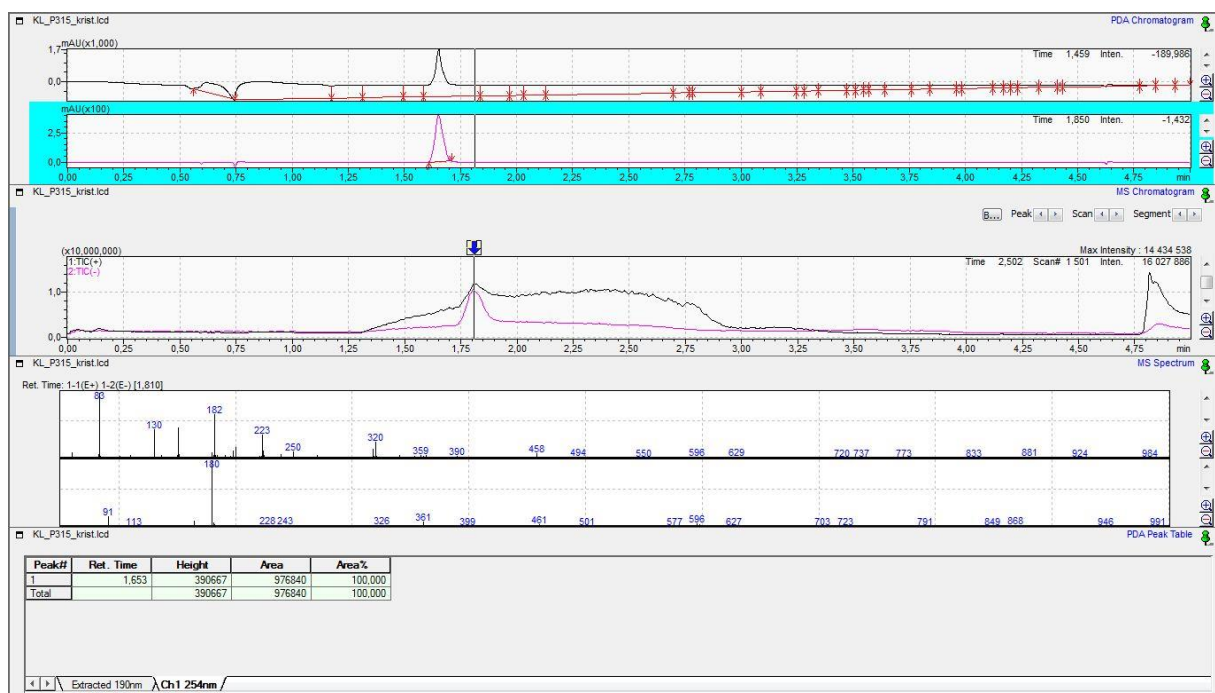 KL_P315_krist.lcd PDA Chromatogram
mAU(x1,000)
Time 1,459 Inten. -189,986
1,7
0,0
mAU(x100)
Time 1,850 Inten. -1,432
2,5
0,0
0,00 0,25 0,50 0,75 1,00 1,25 1,50 1,75 2,00 2,25 2,50 2,75 3,00 3,25 3,50 3,75 4,00 4,25 4,50 4,75 min
KL_P315_krist.lcd MS Chromatogram
B... Peak Scan Segment
(x10,000,000) Max Intensity : 14 434 538
1:TIC(+) Time 2,502 Scan# 1 501 Inten. 16 027 886
2:TIC(-)
1,0
0,0
0,00 0,25 0,50 0,75 1,00 1,25 1,50 1,75 2,00 2,25 2,50 2,75 3,00 3,25 3,50 3,75 4,00 4,25 4,50 4,75 min
KL_P315_krist.lcd MS Spectrum
Ret. Time: 1-1(E+) 1-2(E-) [1,810]
83 130 182 223 250 320 359 390 458 494 550 596 629 720 737 773 833 881 924 984
91 113 180 228 243 326 361 399 461 501 577 596 627 703 723 791 849 868 946 991
KL_P315_krist.lcd PDA Peak Table
Peak# Ret. Time Height Area Area%
1 1,653 390667 976840 100,000
Total 390667 976840 100,000
Extracted 190nm Ch1 254nm